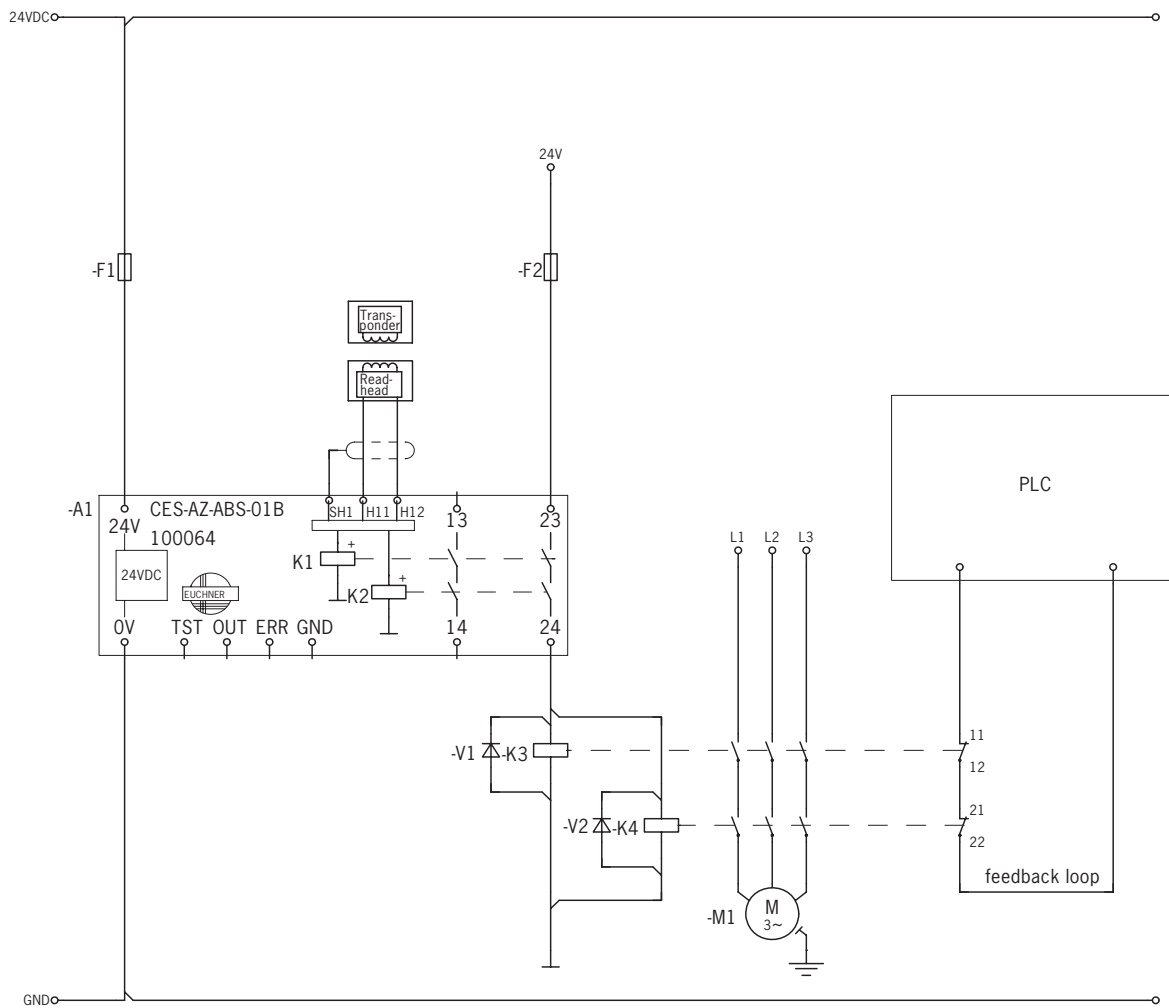 24VDC
24V
-F1
-F2
Trans-
ponder
Read-
head
PLC
-A1
CES-AZ-ABS-01B
100064
24V
SH1
H11
H12
13
23
K1
+
K2
+
24VDC
EUCHNER
0V
TST
OUT
ERR
GND
14
24
L1
L2
L3
-V1
-K3
11
12
-V2
-K4
21
22
feedback loop
-M1
M
3~
GND